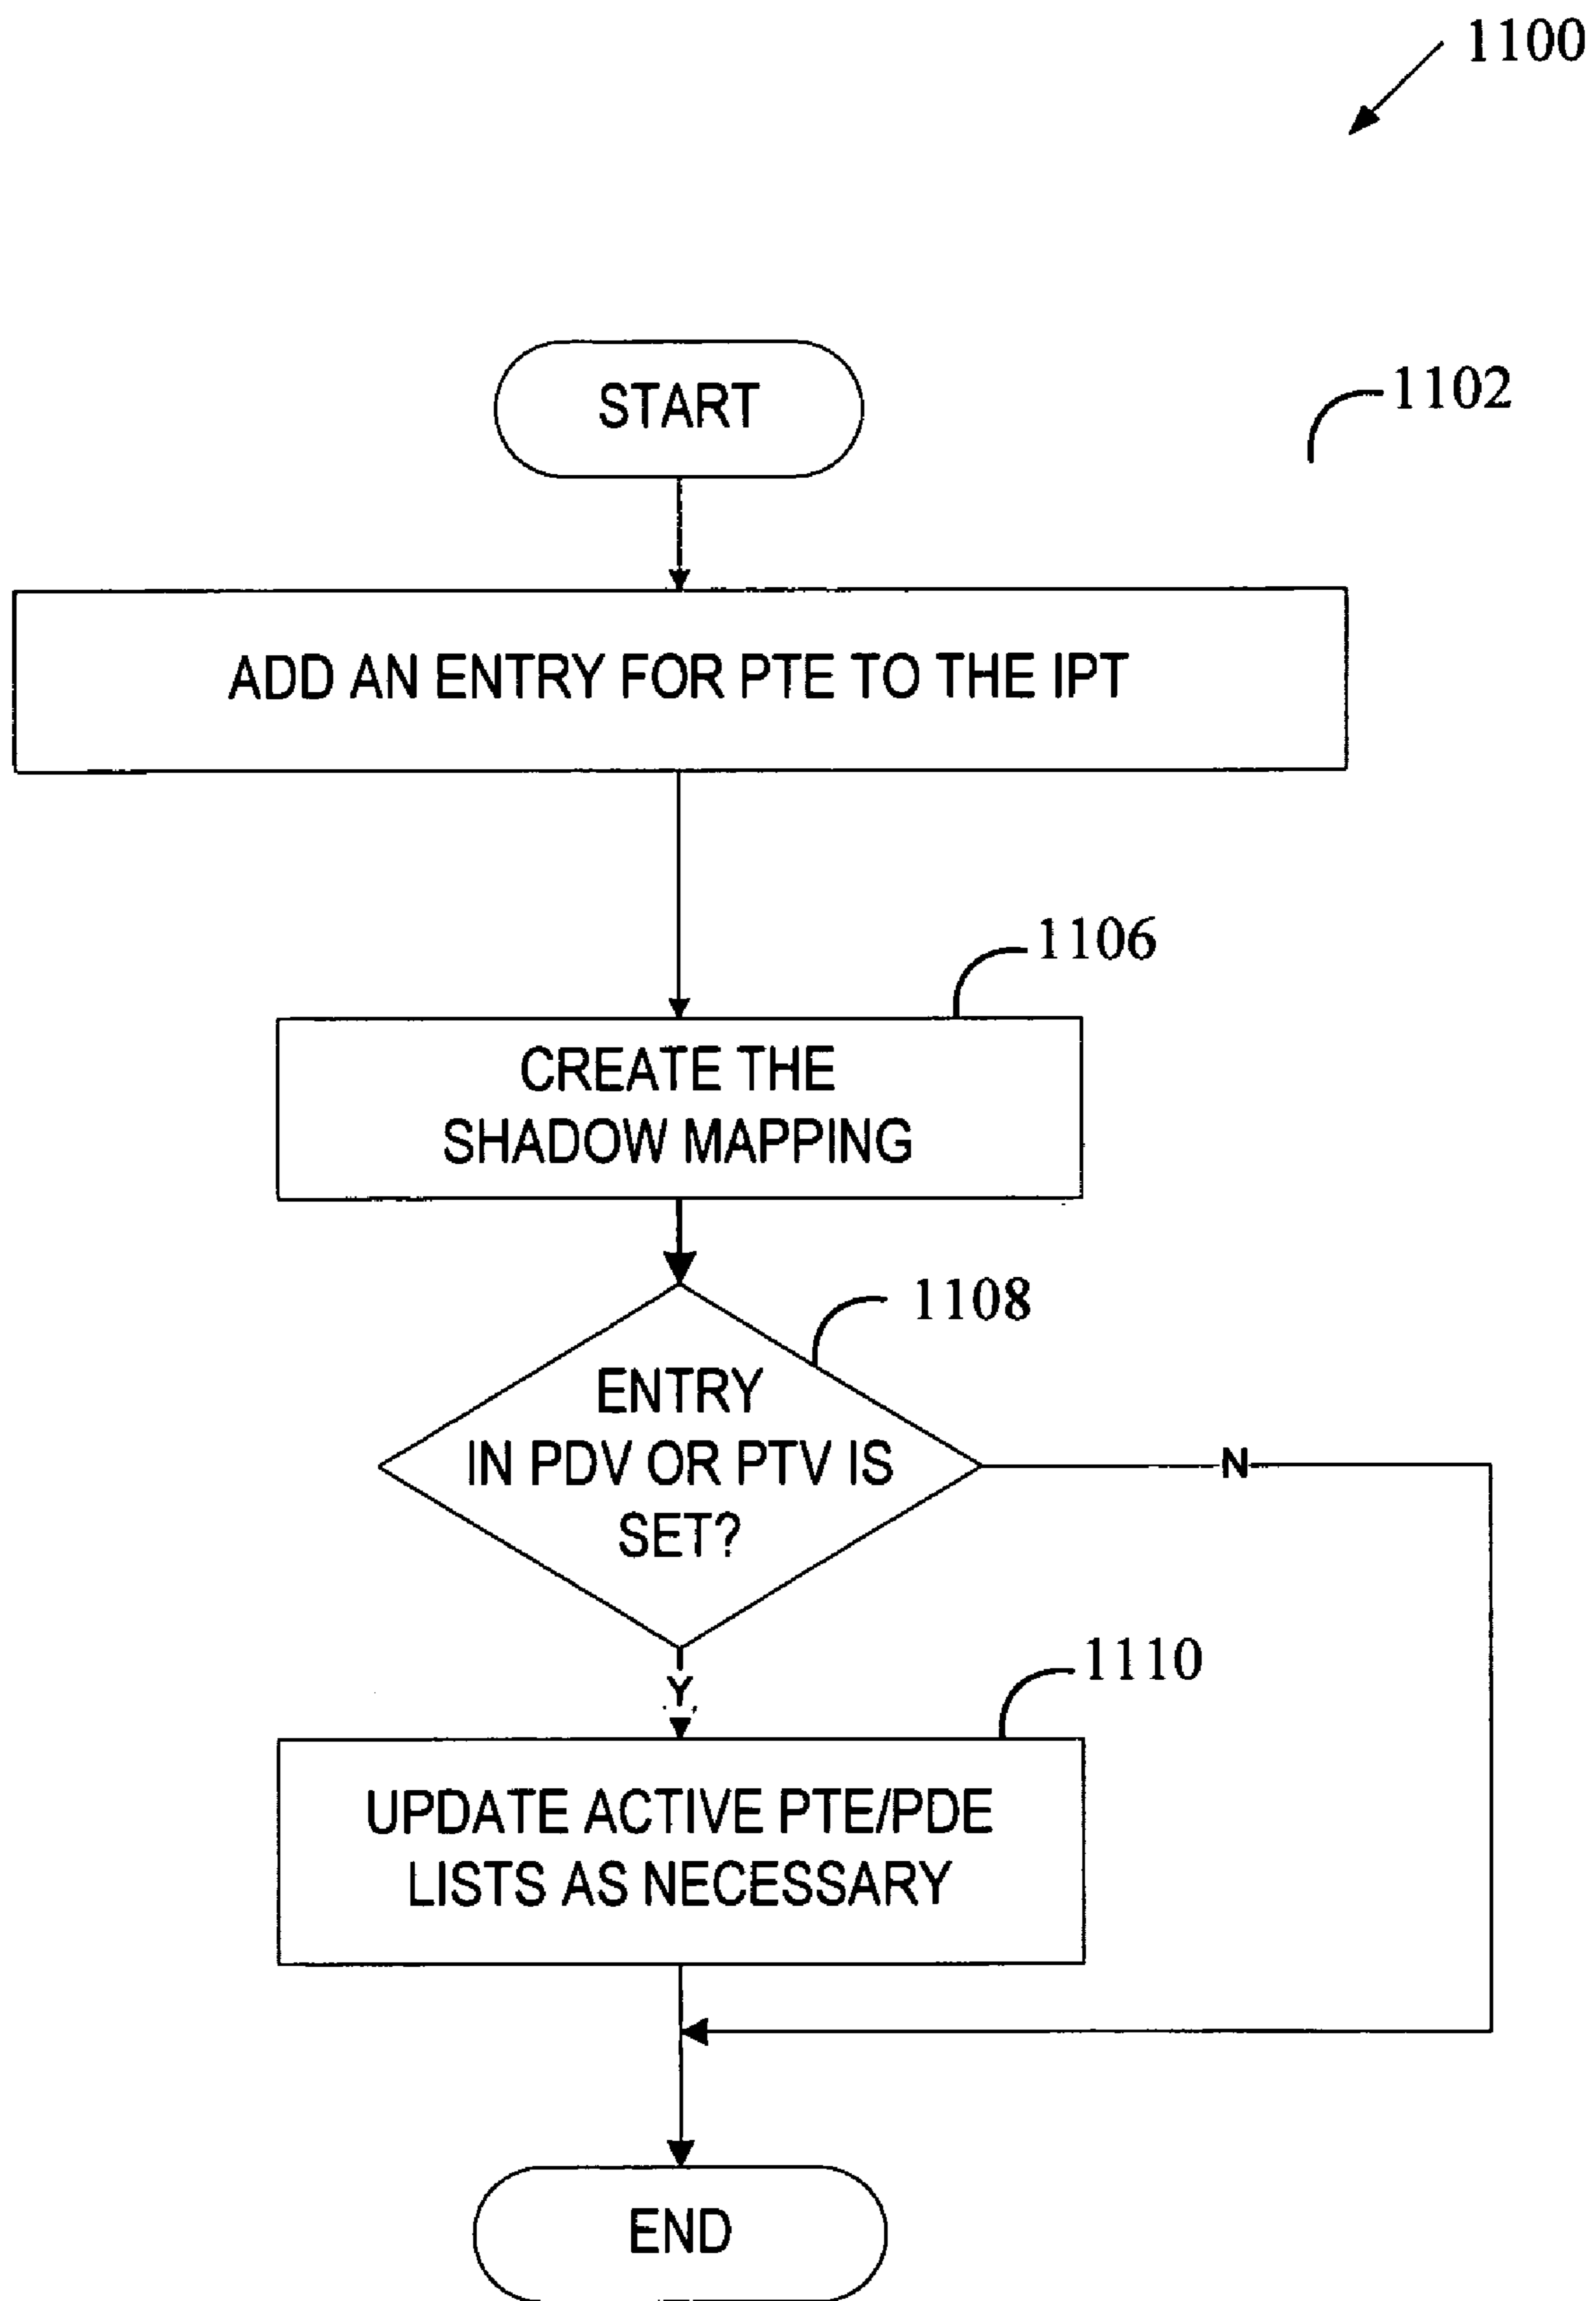 1100
START
1102
ADD AN ENTRY FOR PTE TO THE IPT
1106
CREATE THE
SHADOW MAPPING
1108
ENTRY
IN PDV OR PTV IS
SET?
N
Y
1110
UPDATE ACTIVE PTE/PDE
LISTS AS NECESSARY
END